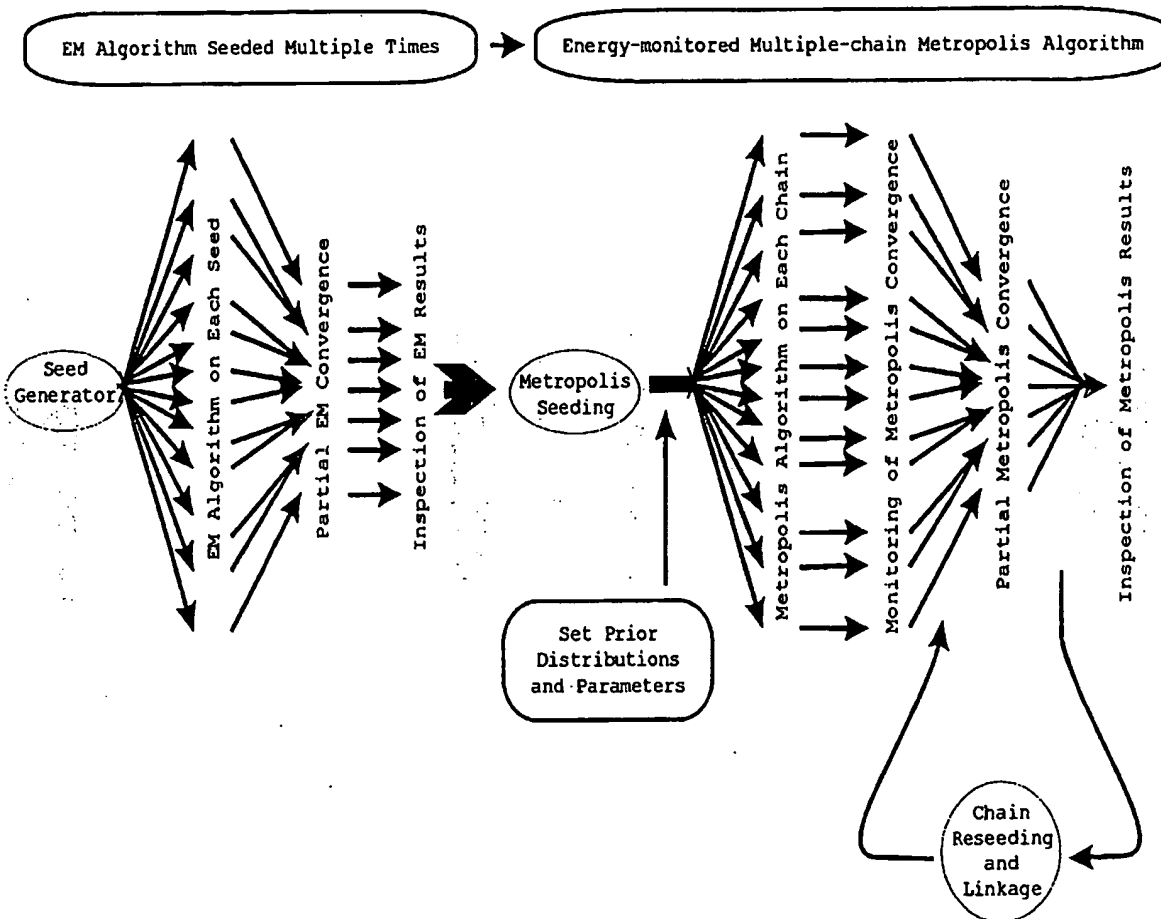 EM Algorithm Seeded Multiple Times
Energy-monitored Multiple-chain Metropolis Algorithm
Seed
Generator
EM Algorithm on Each Seed
Partial EM Convergence
Inspection of EM Results
Metropolis
Seeding
Set Prior
Distributions
and Parameters
Metropolis Algorithm on Each Chain
Monitoring of Metropolis Convergence
Partial Metropolis Convergence
Inspection of Metropolis Results
Chain
Reseeding
and
Linkage